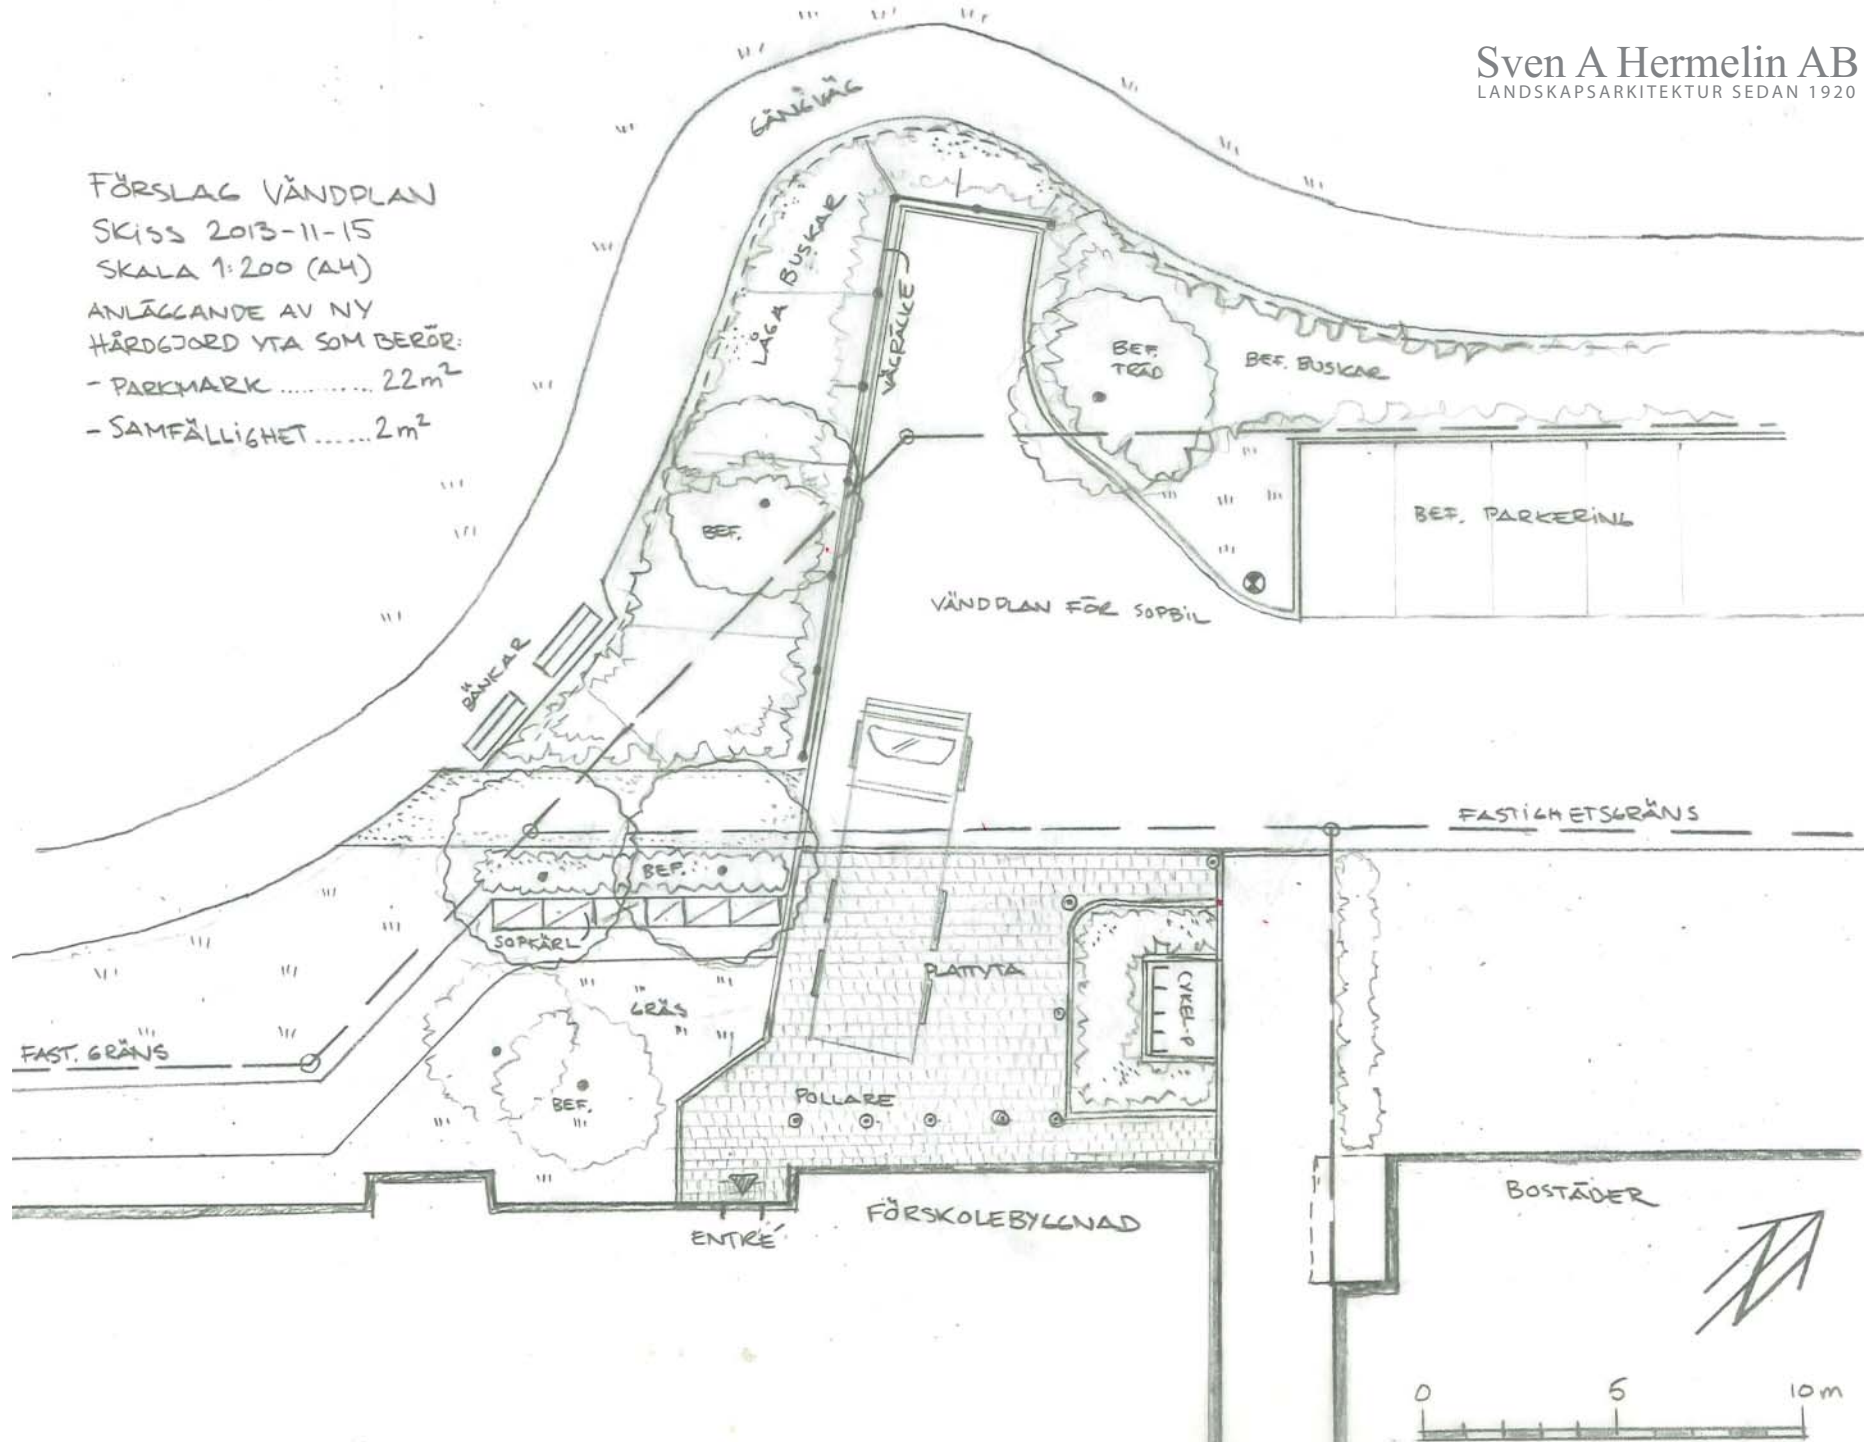 Sven A Hermelin AB
LANDSKAPSARKITEKTUR SEDAN 1920
GÅNGVÄG
FÖRSLAG VÄNDPLAN
SKISS 2013-11-15
SKALA 1:200 (A4)
ANLÄGGANDE AV NY
HÅRDGJORD YTA SOM BERÖR:
- PARKMARK ........... 22m²
- SAMFÄLLIGHET ...... 2m²
LÅGA BUSKAR
VÄGRÄCKE
BEF.
TRÄD
BEF. BUSKAR
BEF. PARKERING
BEF.
VÄNDPLAN FÖR SOPBIL
BÄNKAR
FASTIGHETSGRÄNS
BEF.
SOPKÄRL
PLATTYTA
CYKEL-P
GRÄS
FAST. GRÄNS
BEF.
POLLARE
ENTRÉ
FÖRSKOLEBYGGNAD
BOSTÄDER
0 5 10 m